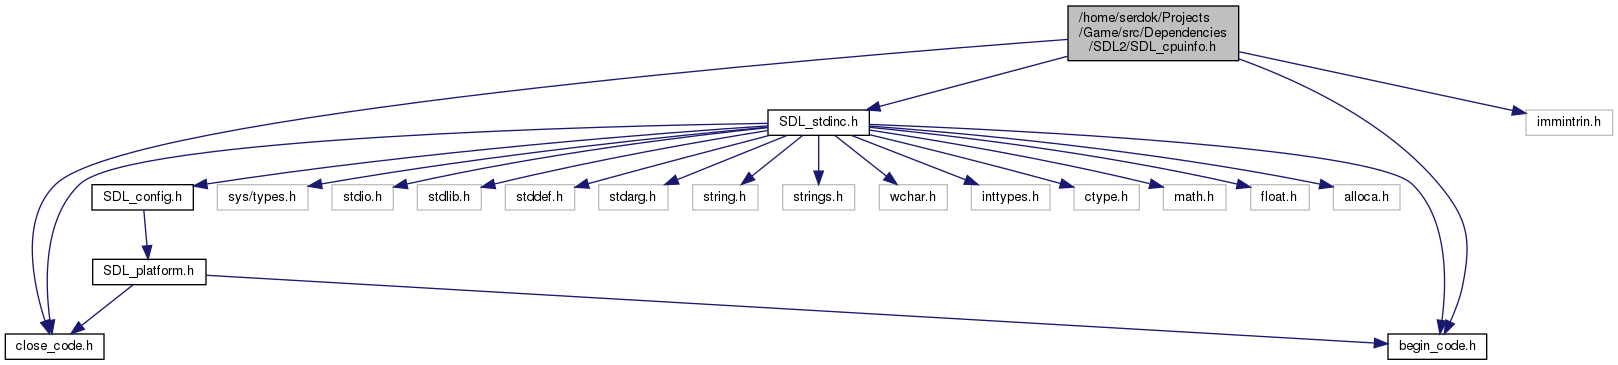 /home/serdok/Projects
/Game/src/Dependencies
/SDL2/SDL_cpuinfo.h
SDL_stdinc.h
immintrin.h
SDL_config.h
sys/types.h
stdio.h
stdlib.h
stddef.h
stdarg.h
string.h
strings.h
wchar.h
inttypes.h
ctype.h
math.h
float.h
alloca.h
SDL_platform.h
close_code.h
begin_code.h